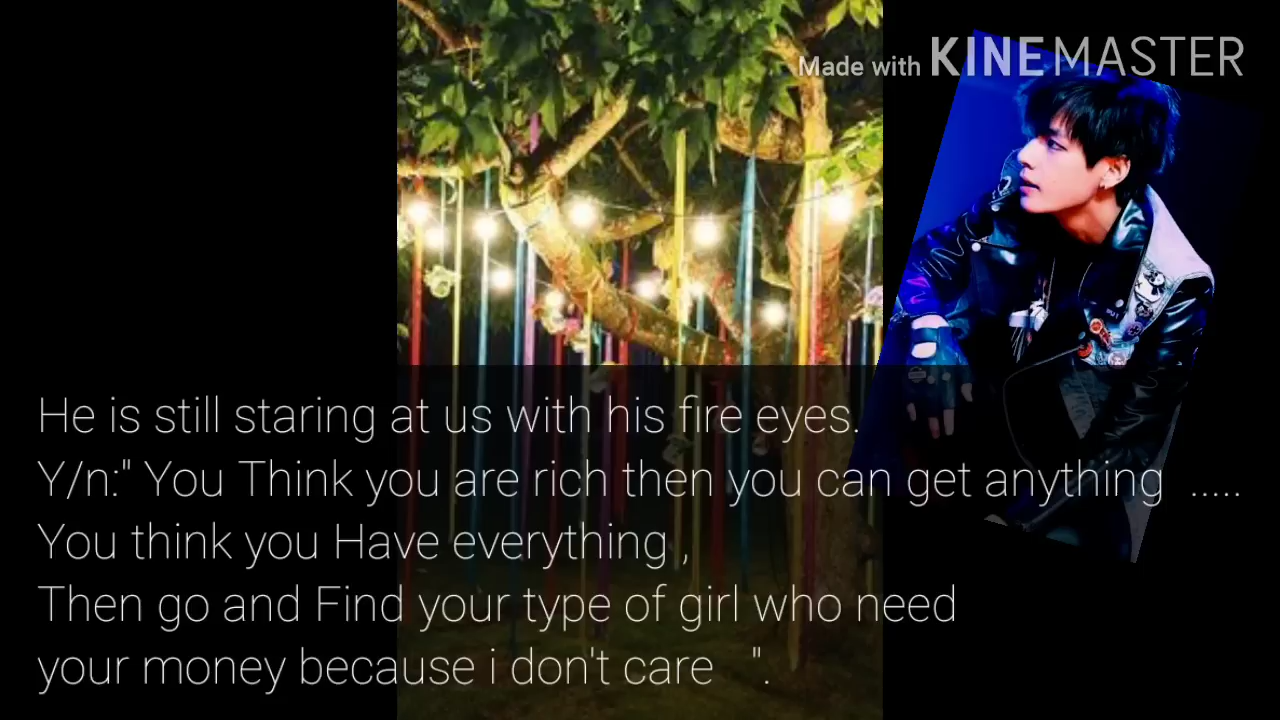 Made with KINEMASTER
He is still staring at us with his fire eyes.
Y/n:" You Think you are rich then you can get anything .....
You think you Have everything ,
Then go and Find your type of girl who need
your money because i don't care ".